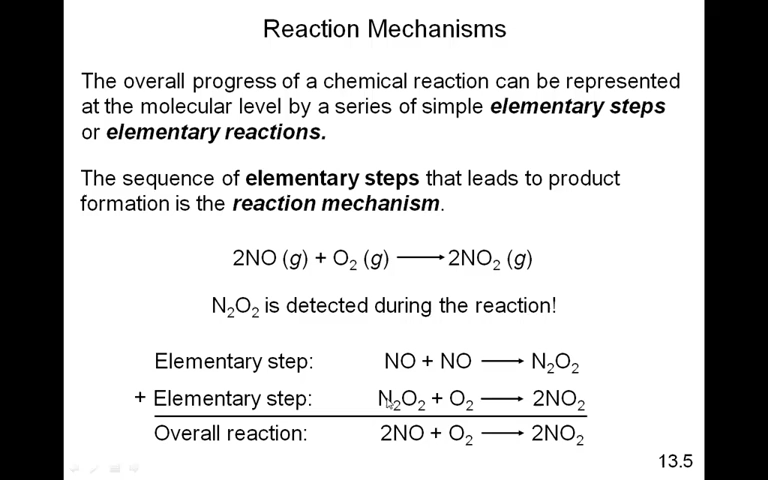 Reaction Mechanisms
The overall progress of a chemical reaction can be represented
at the molecular level by a series of simple elementary steps
or elementary reactions.
The sequence of elementary steps that leads to product
formation is the reaction mechanism.
2NO (g) + O₂ (g) ⟶ 2NO₂ (g)
N₂O₂ is detected during the reaction!
Elementary step: NO + NO ⟶ N₂O₂
+ Elementary step: N₂O₂ + O₂ ⟶ 2NO₂
Overall reaction: 2NO + O₂ ⟶ 2NO₂
13.5